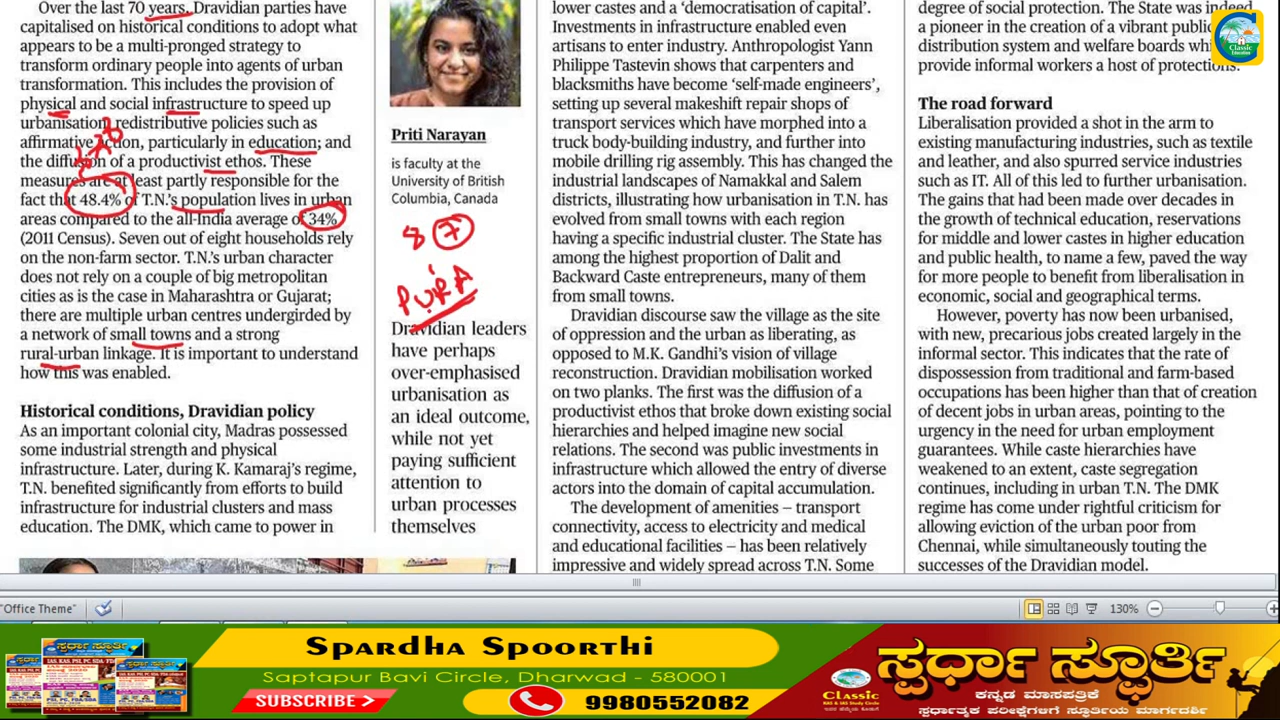 Over the last 70 years, Dravidian parties have
capitalised on historical conditions to adopt what
appears to be a multi-pronged strategy to
transform ordinary people into agents of urban
transformation. This includes the provision of
physical and social infrastructure to speed up
urbanisation; redistributive policies such as
affirmative action, particularly in education; and
the diffusion of a productivist ethos. These
measures are at least partly responsible for the
fact that 48.4% of T.N.'s population lives in urban
areas compared to the all-India average of 34%
(2011 Census). Seven out of eight households rely
on the non-farm sector. T.N.'s urban character
does not rely on a couple of big metropolitan
cities as is the case in Maharashtra or Gujarat;
there are multiple urban centres undergirded by
a network of small towns and a strong
rural-urban linkage. It is important to understand
how this was enabled.
Historical conditions, Dravidian policy
As an important colonial city, Madras possessed
some industrial strength and physical
infrastructure. Later, during K. Kamaraj's regime,
T.N. benefited significantly from efforts to build
infrastructure for industrial clusters and mass
education. The DMK, which came to power in
Priti Narayan
is faculty at the
University of British
Columbia, Canada
8 7
PURA
Dravidian leaders
have perhaps
over-emphasised
urbanisation as
an ideal outcome,
while not yet
paying sufficient
attention to
urban processes
themselves
lower castes and a 'democratisation of capital'.
Investments in infrastructure enabled even
artisans to enter industry. Anthropologist Yann
Philippe Tastevin shows that carpenters and
blacksmiths have become 'self-made engineers',
setting up several makeshift repair shops of
transport services which have morphed into a
truck body-building industry, and further into
mobile drilling rig assembly. This has changed the
industrial landscapes of Namakkal and Salem
districts, illustrating how urbanisation in T.N. has
evolved from small towns with each region
having a specific industrial cluster. The State has
among the highest proportion of Dalit and
Backward Caste entrepreneurs, many of them
from small towns.
Dravidian discourse saw the village as the site
of oppression and the urban as liberating, as
opposed to M.K. Gandhi's vision of village
reconstruction. Dravidian mobilisation worked
on two planks. The first was the diffusion of a
productivist ethos that broke down existing social
hierarchies and helped imagine new social
relations. The second was public investments in
infrastructure which allowed the entry of diverse
actors into the domain of capital accumulation.
The development of amenities – transport
connectivity, access to electricity and medical
and educational facilities – has been relatively
impressive and widely spread across T.N. Some
degree of social protection. The State was indeed
a pioneer in the creation of a vibrant public
distribution system and welfare boards
provide informal workers a host of protections.
The road forward
Liberalisation provided a shot in the arm to
existing manufacturing industries, such as textile
and leather, and also spurred service industries
such as IT. All of this led to further urbanisation.
The gains that had been made over decades in
the growth of technical education, reservations
for middle and lower castes in higher education
and public health, to name a few, paved the way
for more people to benefit from liberalisation in
economic, social and geographical terms.
However, poverty has now been urbanised,
with new, precarious jobs created largely in the
informal sector. This indicates that the rate of
dispossession from traditional and farm-based
occupations has been higher than that of creation
of decent jobs in urban areas, pointing to the
urgency in the need for urban employment
guarantees. While caste hierarchies have
weakened to an extent, caste segregation
continues, including in urban T.N. The DMK
regime has come under rightful criticism for
allowing eviction of the urban poor from
Chennai, while simultaneously touting the
successes of the Dravidian model.
Classic
Education
"Office Theme"
130%
Spardha Spoorthi
Saptapur Bavi Circle, Dharwad - 580001
SUBSCRIBE
9980552082
ಸ್ಪರ್ಧಾ ಸ್ಫೂರ್ತಿ
ಕನ್ನಡ ಮಾಸಪತ್ರಿಕೆ
ಸ್ಪರ್ಧಾತ್ಮಕ ಪರೀಕ್ಷೆಗಳಿಗೆ ಸ್ಫೂರ್ತಿಯ ಮಾರ್ಗದರ್ಶಿ
Classic
KAS & IAS Study Circle